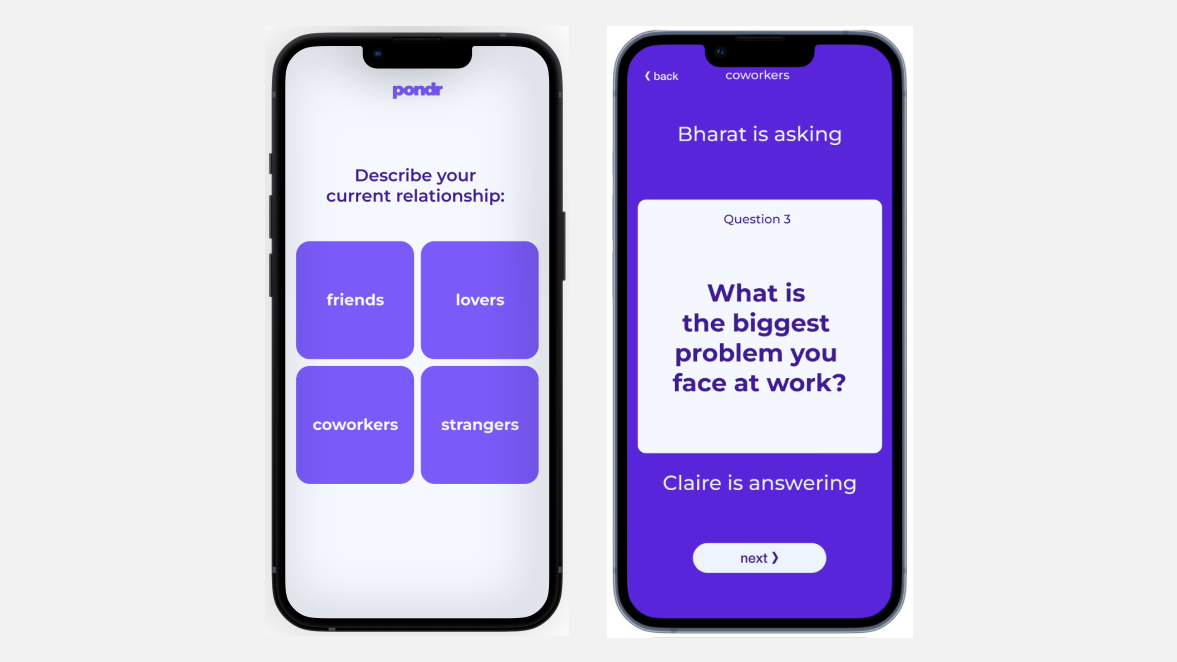 pondr
Describe your
current relationship:
friends
lovers
coworkers
strangers
❮ back
coworkers
Bharat is asking
Question 3
What is
the biggest
problem you
face at work?
Claire is answering
next ❯